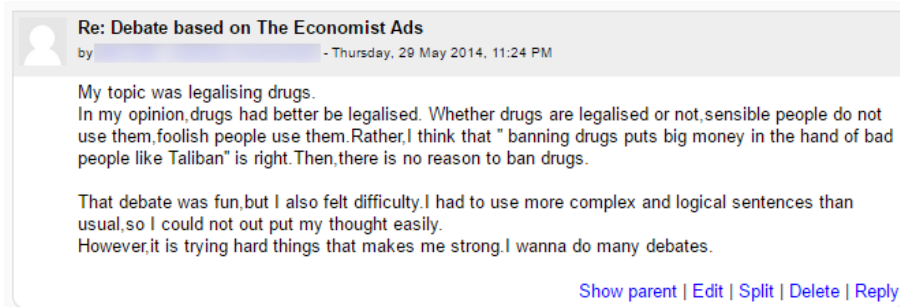 Re: Debate based on The Economist Ads
by - Thursday, 29 May 2014, 11:24 PM
My topic was legalising drugs.
In my opinion,drugs had better be legalised. Whether drugs are legalised or not,sensible people do not
use them,foolish people use them.Rather,I think that " banning drugs puts big money in the hand of bad
people like Taliban" is right.Then,there is no reason to ban drugs.
That debate was fun,but I also felt difficulty.I had to use more complex and logical sentences than
usual,so I could not out put my thought easily.
However,it is trying hard things that makes me strong.I wanna do many debates.
Show parent | Edit | Split | Delete | Reply